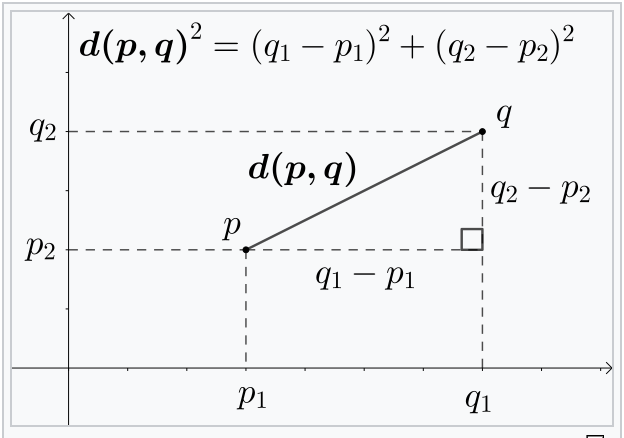 d(p, q)² = (q₁ − p₁)² + (q₂ − p₂)²
q₂
q
d(p, q)
q₂ − p₂
p
p₂
q₁ − p₁
p₁
q₁